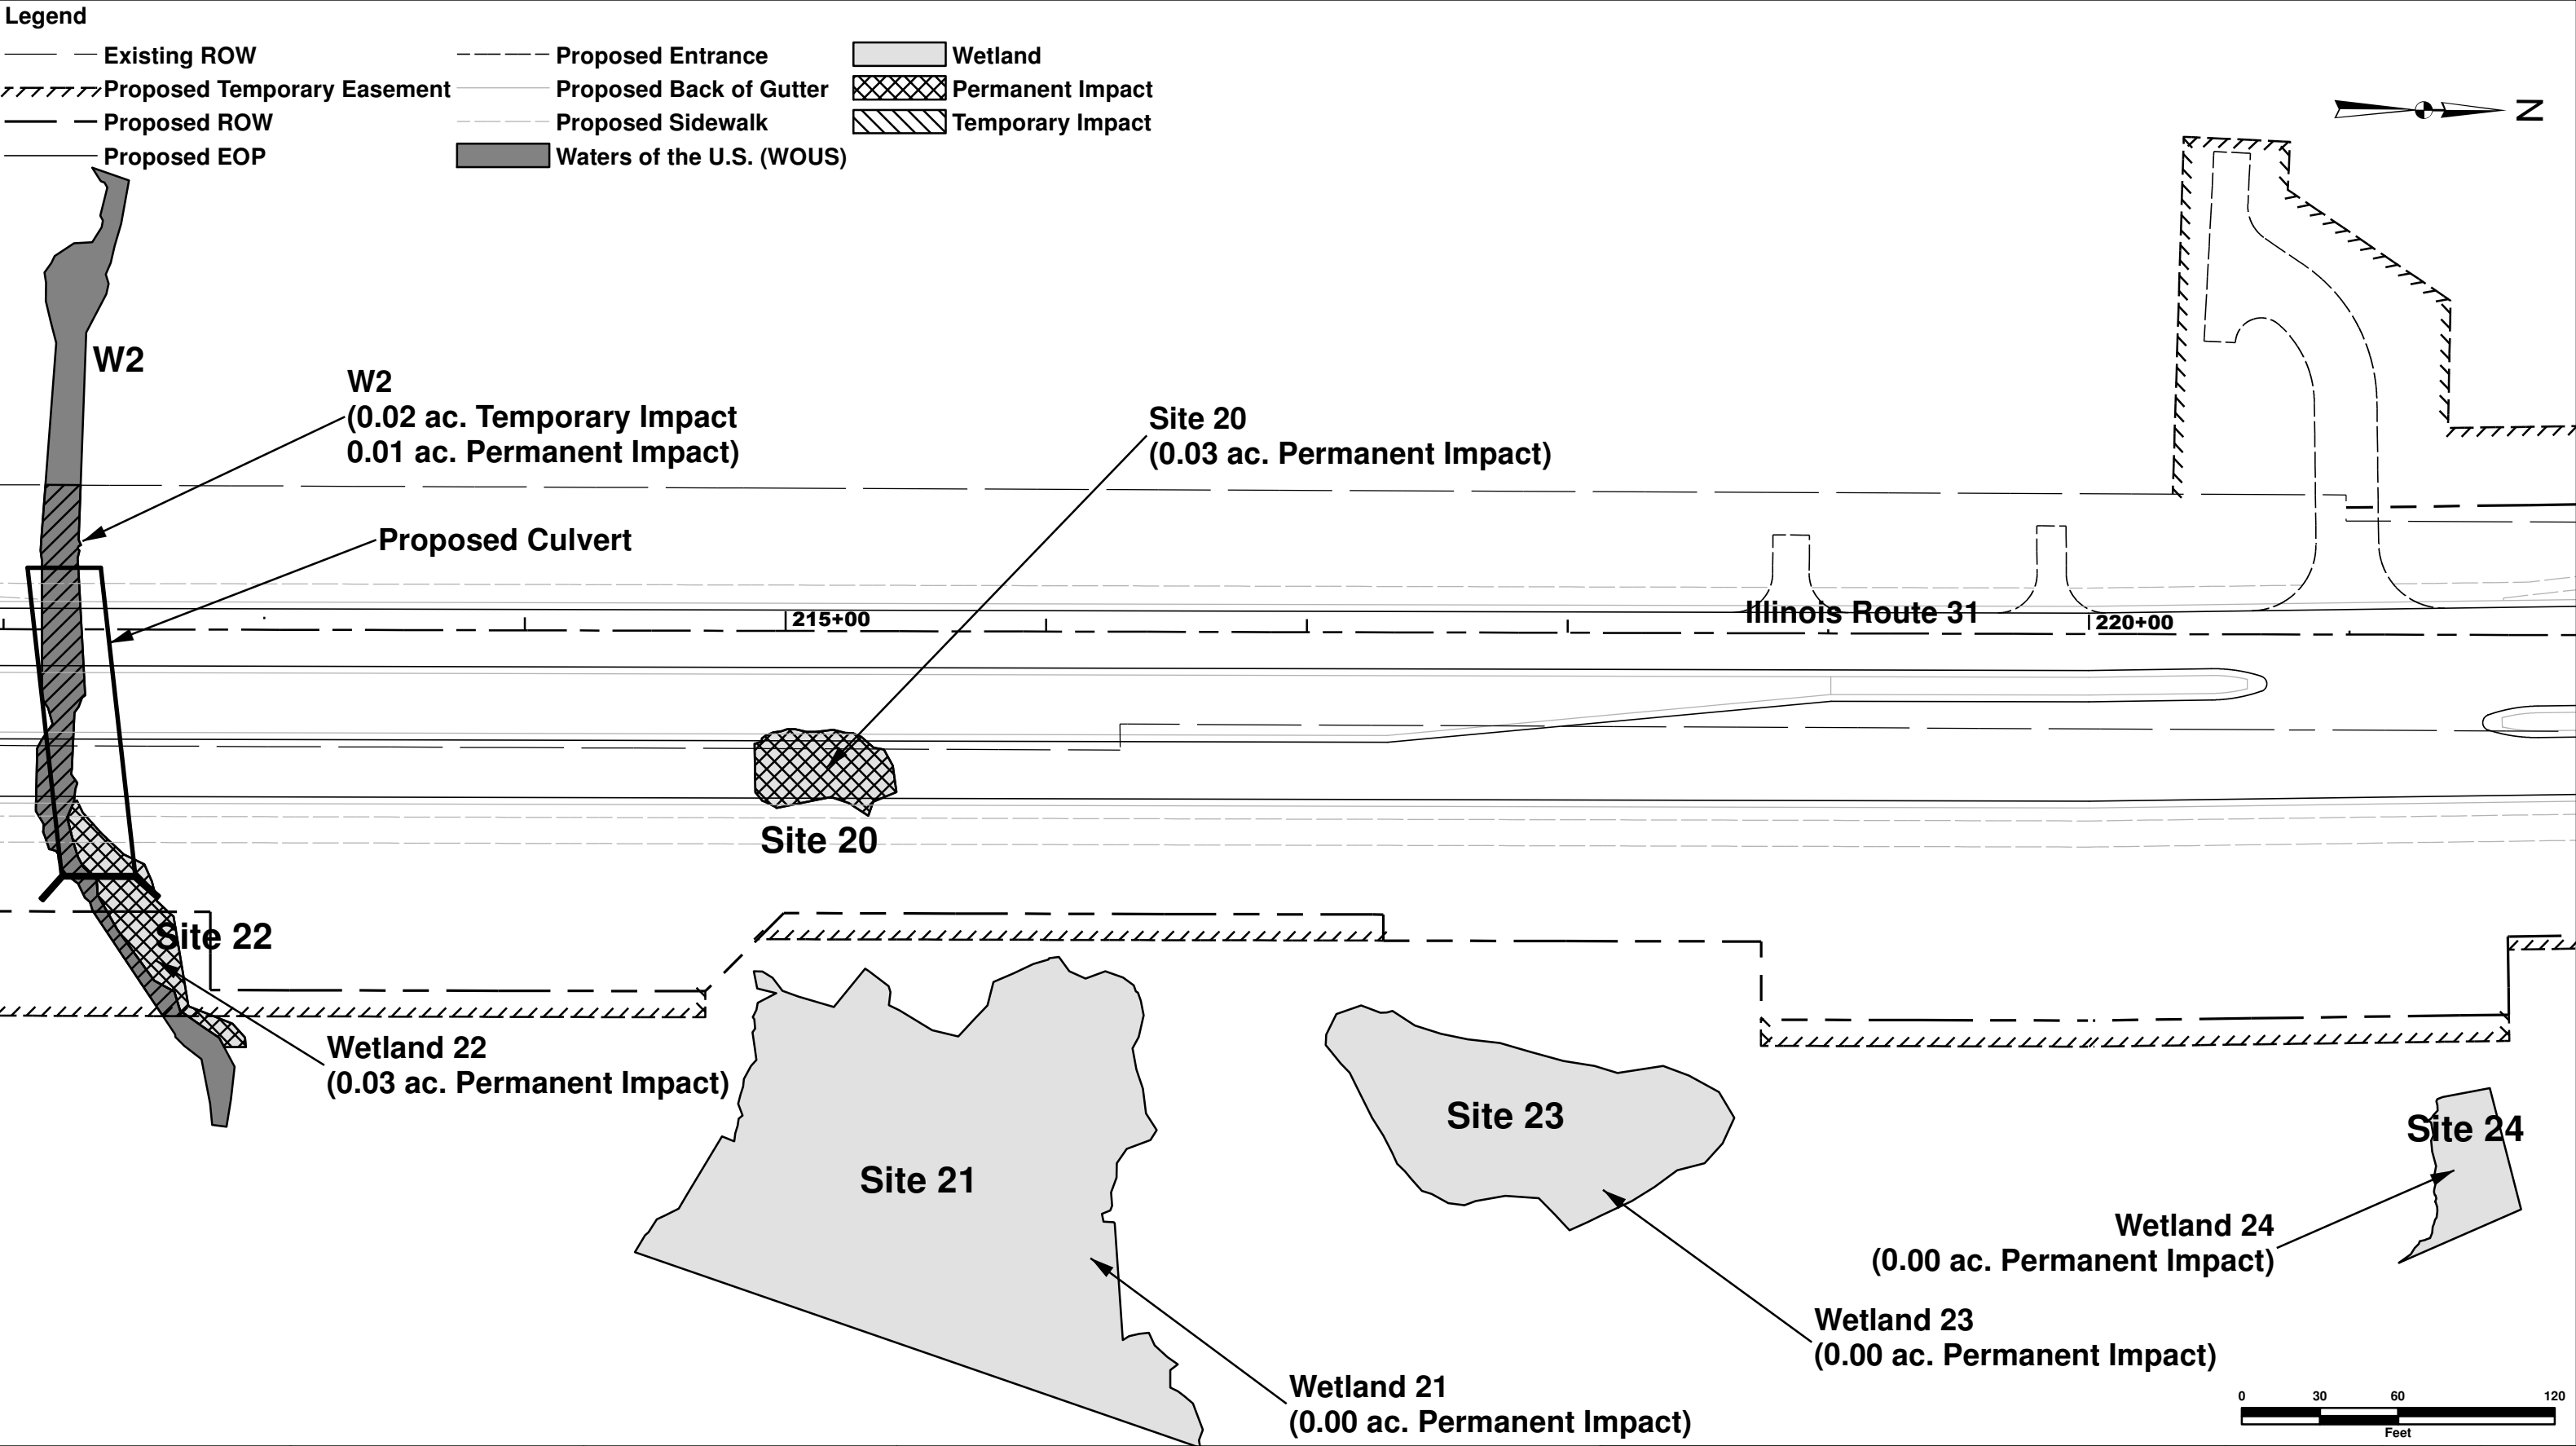 Legend
Existing ROW
Proposed Temporary Easement
Proposed ROW
Proposed EOP
Proposed Entrance
Proposed Back of Gutter
Proposed Sidewalk
Waters of the U.S. (WOUS)
Wetland
Permanent Impact
Temporary Impact
N
W2
W2
(0.02 ac. Temporary Impact
0.01 ac. Permanent Impact)
Proposed Culvert
Site 20
(0.03 ac. Permanent Impact)
215+00
Illinois Route 31
220+00
Site 20
Site 22
Wetland 22
(0.03 ac. Permanent Impact)
Site 21
Site 23
Site 24
Wetland 24
(0.00 ac. Permanent Impact)
Wetland 23
(0.00 ac. Permanent Impact)
Wetland 21
(0.00 ac. Permanent Impact)
0 30 60 120
Feet